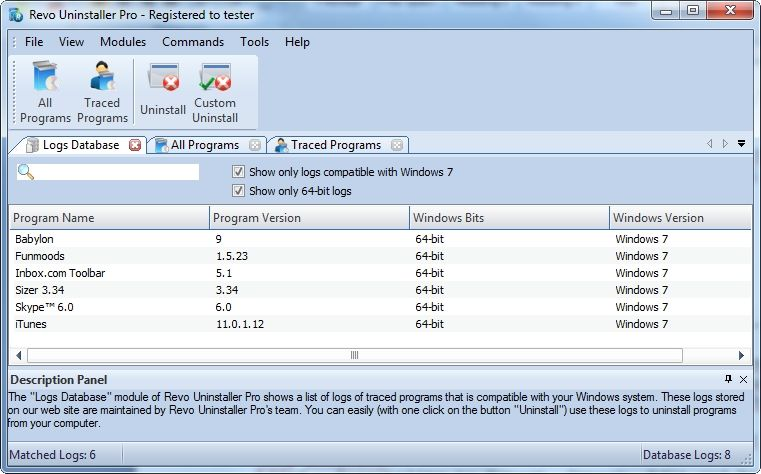 Revo Uninstaller Pro - Registered to tester
File View Modules Commands Tools Help
All Programs
Traced Programs
Uninstall
Custom Uninstall
Logs Database All Programs Traced Programs
Show only logs compatible with Windows 7
Show only 64-bit logs
Program Name Program Version Windows Bits Windows Version
Babylon 9 64-bit Windows 7
Funmoods 1.5.23 64-bit Windows 7
Inbox.com Toolbar 5.1 64-bit Windows 7
Sizer 3.34 3.34 64-bit Windows 7
Skype™ 6.0 6.0 64-bit Windows 7
iTunes 11.0.1.12 64-bit Windows 7
Description Panel
The "Logs Database" module of Revo Uninstaller Pro shows a list of logs of traced programs that is compatible with your Windows system. These logs stored
on our web site are maintained by Revo Uninstaller Pro's team. You can easily (with one click on the button "Uninstall") use these logs to uninstall programs
from your computer.
Matched Logs: 6 Database Logs: 8